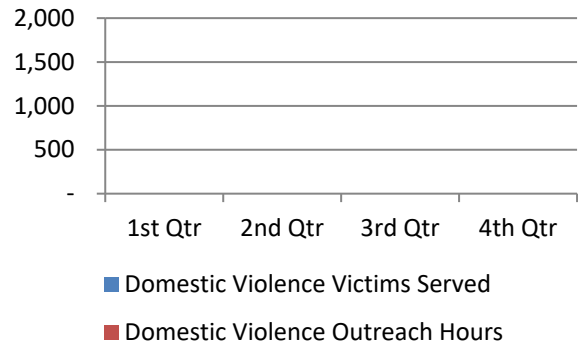 2,000
1,500
1,000
500
-
1st Qtr 2nd Qtr 3rd Qtr 4th Qtr
Domestic Violence Victims Served
Domestic Violence Outreach Hours